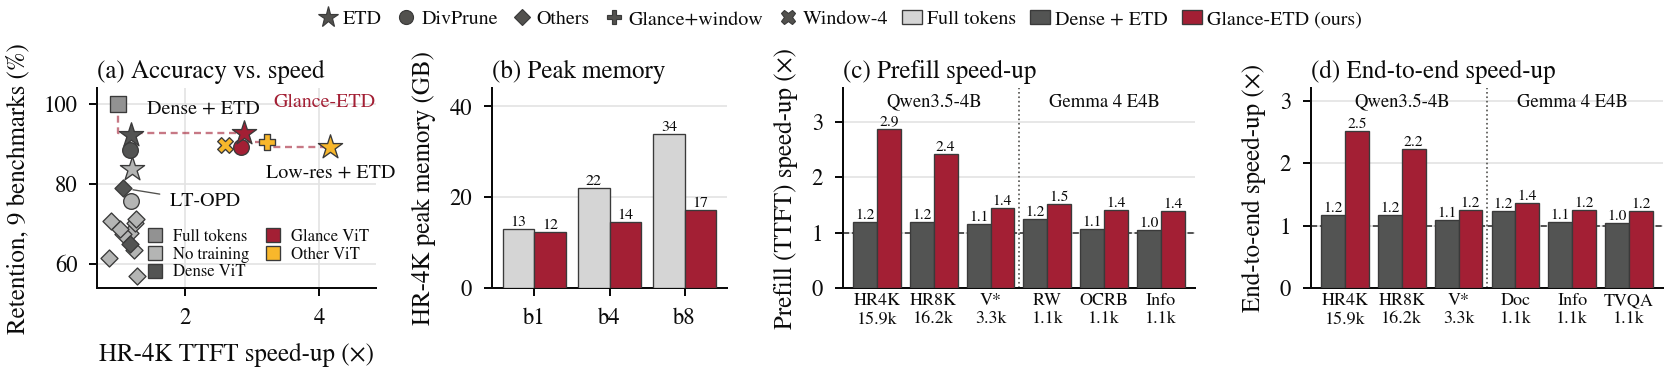 ETD DivPrune Others Glance+window Window-4 Full tokens Dense + ETD Glance-ETD (ours)
(a) Accuracy vs. speed
Retention, 9 benchmarks (%)
100
80
60
Dense + ETD
Glance-ETD
Low-res + ETD
LT-OPD
Full tokens
No training
Dense ViT
Glance ViT
Other ViT
2 4
HR-4K TTFT speed-up (×)
(b) Peak memory
HR-4K peak memory (GB)
40
20
0
13 12 22 14 34 17
b1 b4 b8
(c) Prefill speed-up
Prefill (TTFT) speed-up (×)
Qwen3.5-4B Gemma 4 E4B
3
2
1
0
1.2 2.9 1.2 2.4 1.1 1.4 1.2 1.5 1.1 1.4 1.0 1.4
HR4K HR8K V* RW OCRB Info
15.9k 16.2k 3.3k 1.1k 1.1k 1.1k
(d) End-to-end speed-up
End-to-end speed-up (×)
Qwen3.5-4B Gemma 4 E4B
3
2
1
0
1.2 2.5 1.2 2.2 1.1 1.2 1.2 1.4 1.1 1.2 1.0 1.2
HR4K HR8K V* Doc Info TVQA
15.9k 16.2k 3.3k 1.1k 1.1k 1.1k